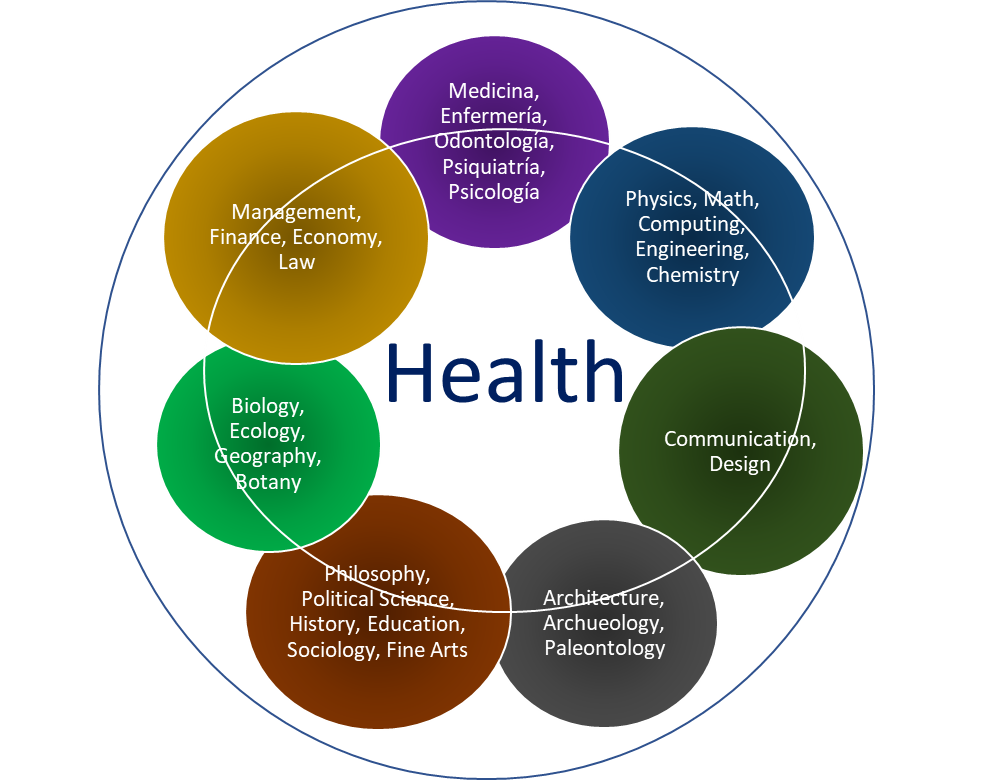 Medicina,
Enfermería,
Odontología,
Psiquiatría,
Psicología
Physics, Math,
Computing,
Engineering,
Chemistry
Management,
Finance, Economy,
Law
Health
Biology,
Ecology,
Geography,
Botany
Communication,
Design
Philosophy,
Political Science,
History, Education,
Sociology, Fine Arts
Architecture,
Archueology,
Paleontology